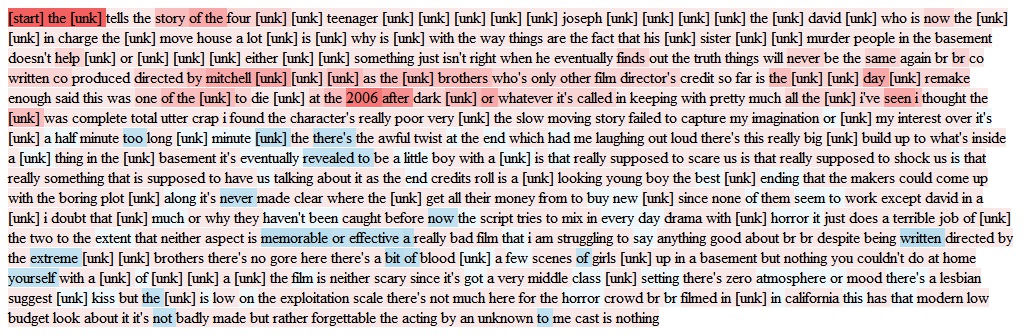 [start] the [unk] tells the story of the four [unk] [unk] teenager [unk] [unk] [unk] [unk] [unk] joseph [unk] [unk] [unk] [unk] the [unk] david [unk] who is now the [unk]
[unk] in charge the [unk] move house a lot [unk] is [unk] why is [unk] with the way things are the fact that his [unk] sister [unk] [unk] murder people in the basement
doesn't help [unk] or [unk] [unk] [unk] either [unk] [unk] something just isn't right when he eventually finds out the truth things will never be the same again br br co
written co produced directed by mitchell [unk] [unk] [unk] as the [unk] brothers who's only other film director's credit so far is the [unk] [unk] day [unk] remake
enough said this was one of the [unk] to die [unk] at the 2006 after dark [unk] or whatever it's called in keeping with pretty much all the [unk] i've seen i thought the
[unk] was complete total utter crap i found the character's really poor very [unk] the slow moving story failed to capture my imagination or [unk] my interest over it's
[unk] a half minute too long [unk] minute [unk] the there's the awful twist at the end which had me laughing out loud there's this really big [unk] build up to what's inside
a [unk] thing in the [unk] basement it's eventually revealed to be a little boy with a [unk] is that really supposed to scare us is that really supposed to shock us is that
really something that is supposed to have us talking about it as the end credits roll is a [unk] looking young boy the best [unk] ending that the makers could come up
with the boring plot [unk] along it's never made clear where the [unk] get all their money from to buy new [unk] since none of them seem to work except david in a
[unk] i doubt that [unk] much or why they haven't been caught before now the script tries to mix in every day drama with [unk] horror it just does a terrible job of [unk]
the two to the extent that neither aspect is memorable or effective a really bad film that i am struggling to say anything good about br br despite being written directed by
the extreme [unk] [unk] brothers there's no gore here there's a bit of blood [unk] a few scenes of girls [unk] up in a basement but nothing you couldn't do at home
yourself with a [unk] of [unk] [unk] a [unk] the film is neither scary since it's got a very middle class [unk] setting there's zero atmosphere or mood there's a lesbian
suggest [unk] kiss but the [unk] is low on the exploitation scale there's not much here for the horror crowd br br filmed in [unk] in california this has that modern low
budget look about it it's not badly made but rather forgettable the acting by an unknown to me cast is nothing